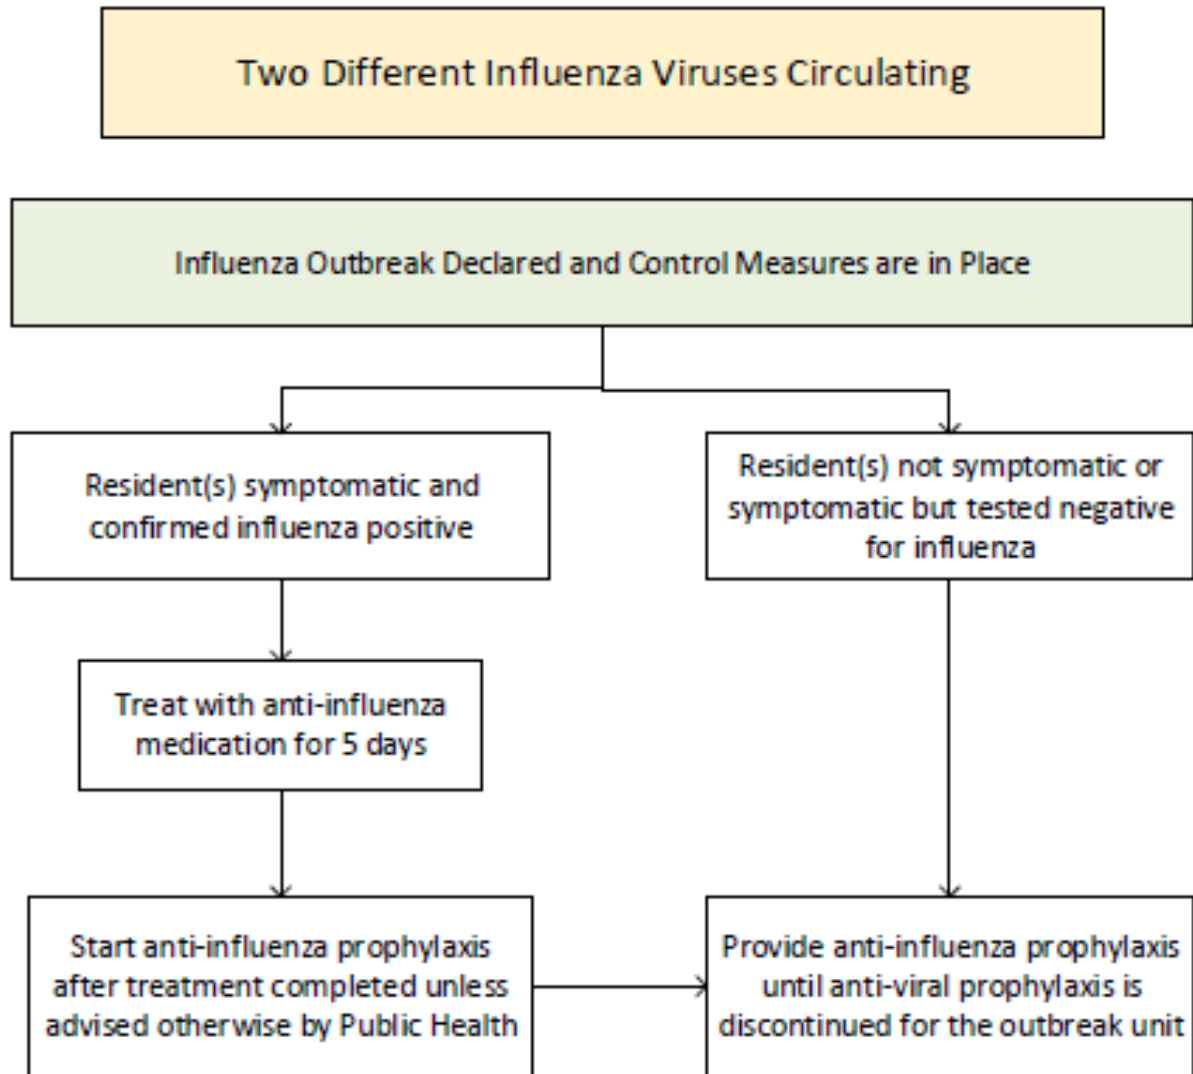 Two Different Influenza Viruses Circulating
Influenza Outbreak Declared and Control Measures are in Place
Resident(s) symptomatic and
confirmed influenza positive
Resident(s) not symptomatic or
symptomatic but tested negative
for influenza
Treat with anti-influenza
medication for 5 days
Start anti-influenza prophylaxis
after treatment completed unless
advised otherwise by Public Health
Provide anti-influenza prophylaxis
until anti-viral prophylaxis is
discontinued for the outbreak unit